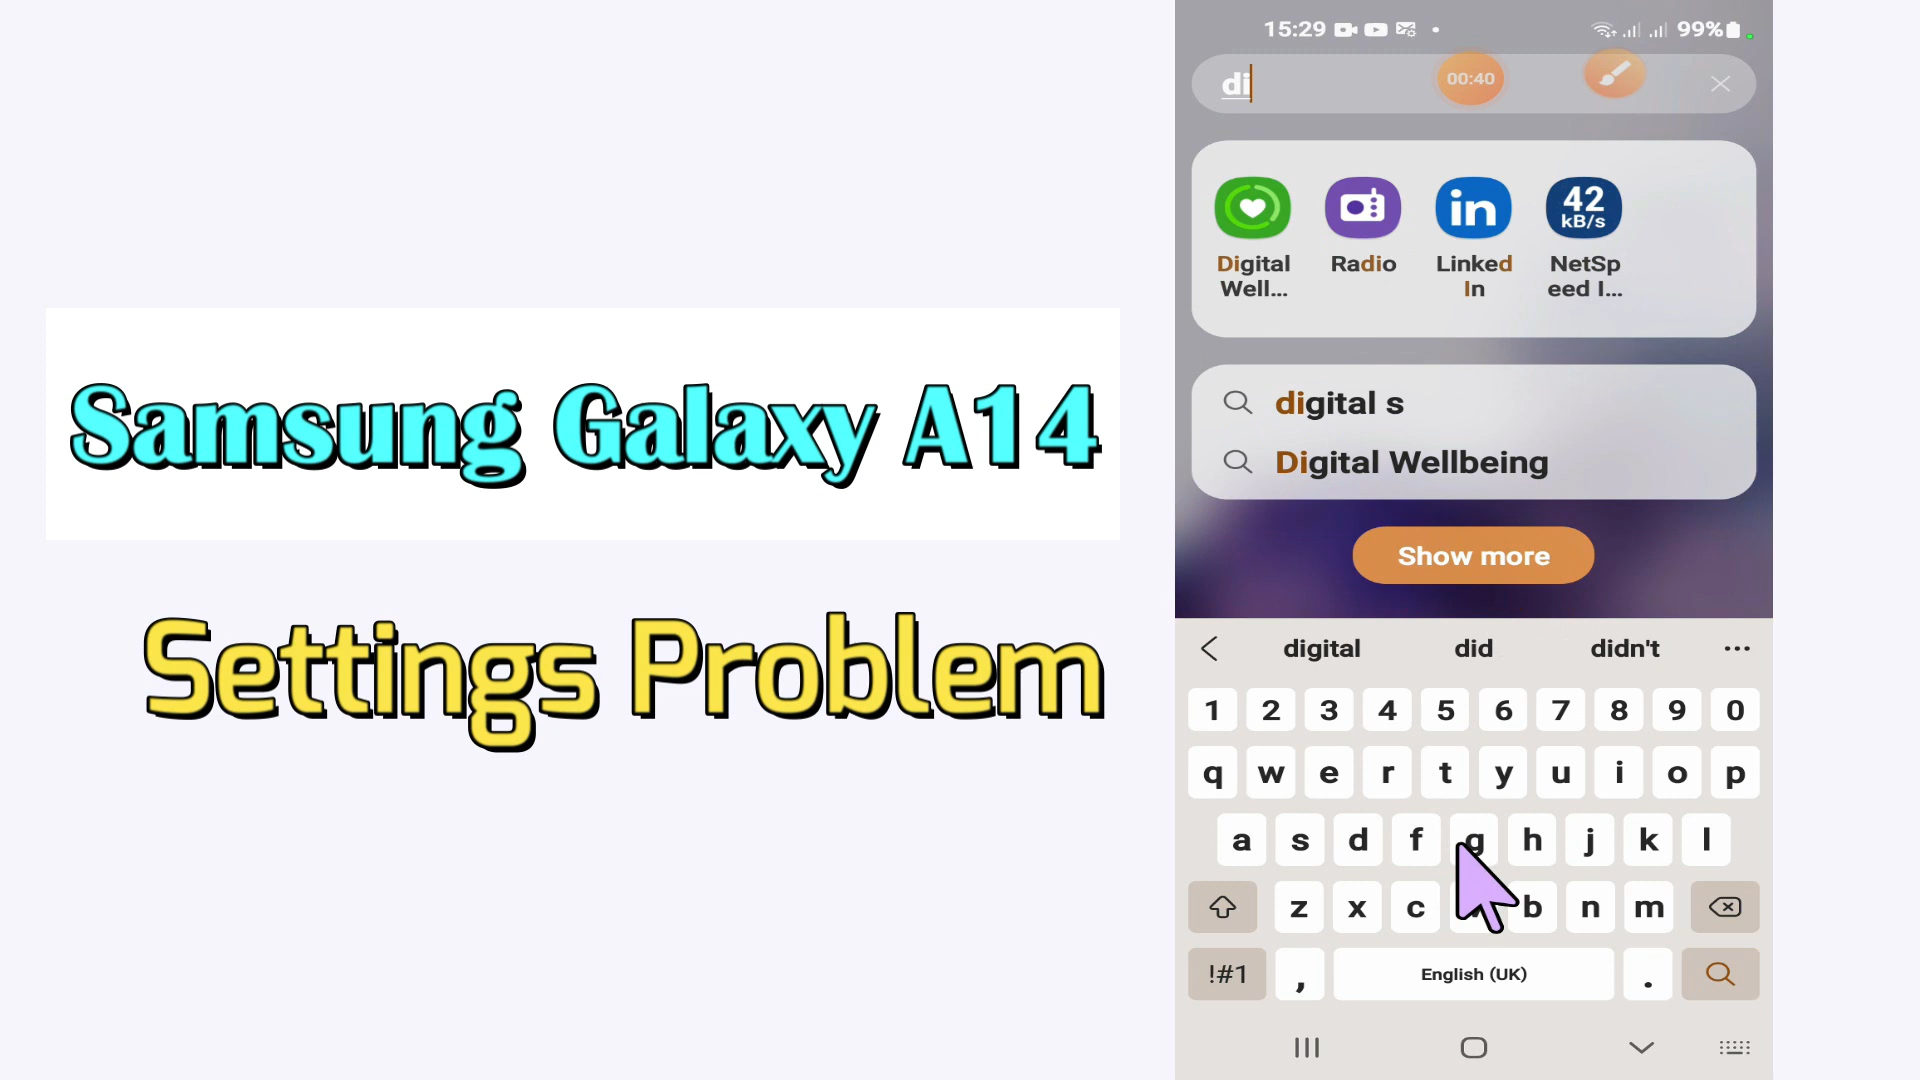 Samsung Galaxy A14
Settings Problem
15:29
99%
di
00:40
in
42
kB/s
Digital
Well...
Radio
Linked
In
NetSp
eed I...
digital s
Digital Wellbeing
Show more
digital did didn't
1 2 3 4 5 6 7 8 9 0
q w e r t y u i o p
a s d f g h j k l
z x c b n m
!#1 , English (UK) .